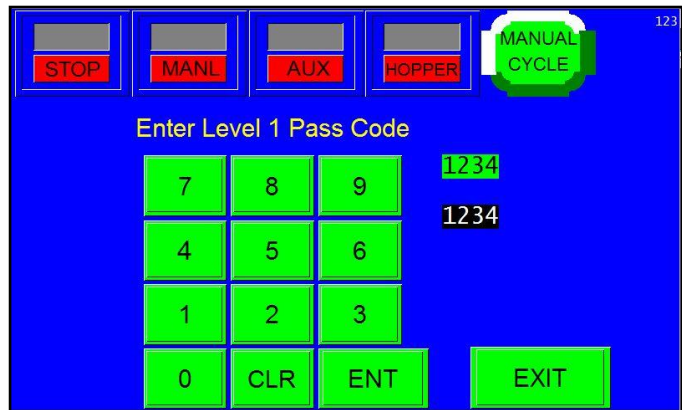 STOP MANL AUX HOPPER MANUAL CYCLE 123
Enter Level 1 Pass Code
7 8 9 1234
1234
4 5 6
1 2 3
0 CLR ENT EXIT